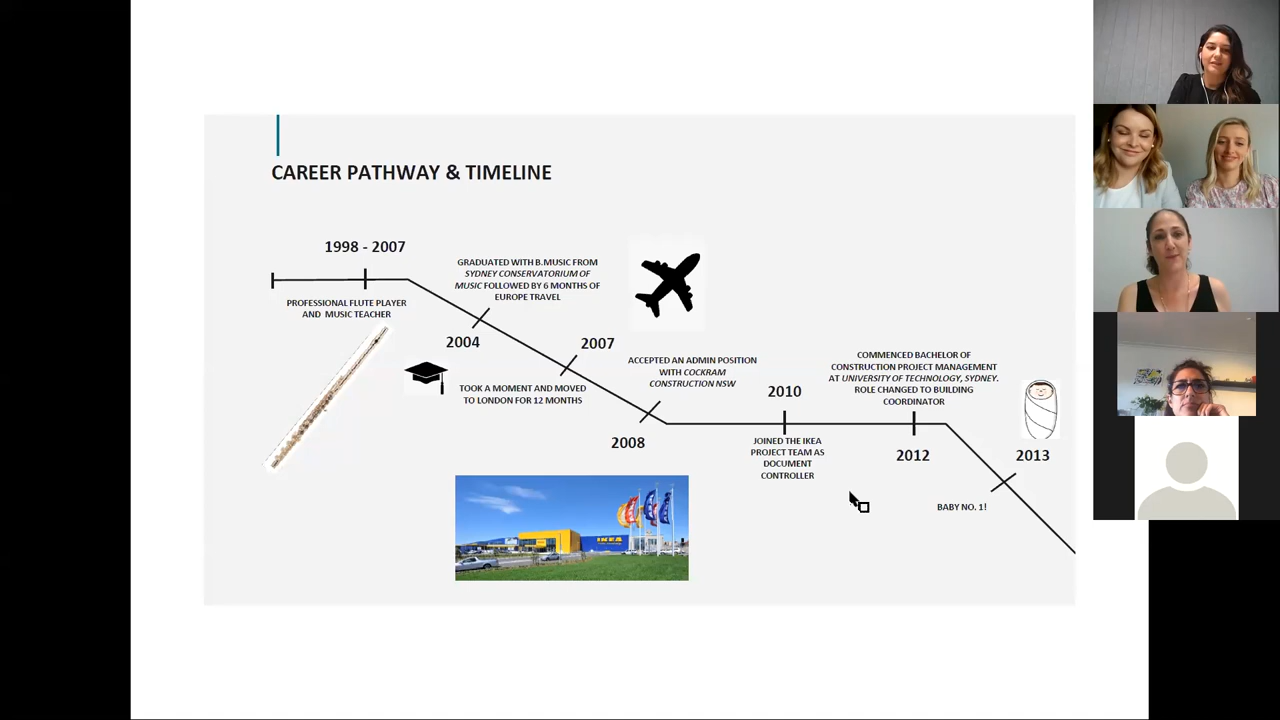 CAREER PATHWAY & TIMELINE
1998 - 2007
PROFESSIONAL FLUTE PLAYER
AND MUSIC TEACHER
GRADUATED WITH B.MUSIC FROM
SYDNEY CONSERVATORIUM OF
MUSIC FOLLOWED BY 6 MONTHS OF
EUROPE TRAVEL
2004
2007
TOOK A MOMENT AND MOVED
TO LONDON FOR 12 MONTHS
ACCEPTED AN ADMIN POSITION
WITH COCKRAM
CONSTRUCTION NSW
2008
2010
JOINED THE IKEA
PROJECT TEAM AS
DOCUMENT
CONTROLLER
COMMENCED BACHELOR OF
CONSTRUCTION PROJECT MANAGEMENT
AT UNIVERSITY OF TECHNOLOGY, SYDNEY.
ROLE CHANGED TO BUILDING
COORDINATOR
2012
2013
BABY NO. 1!
IKEA